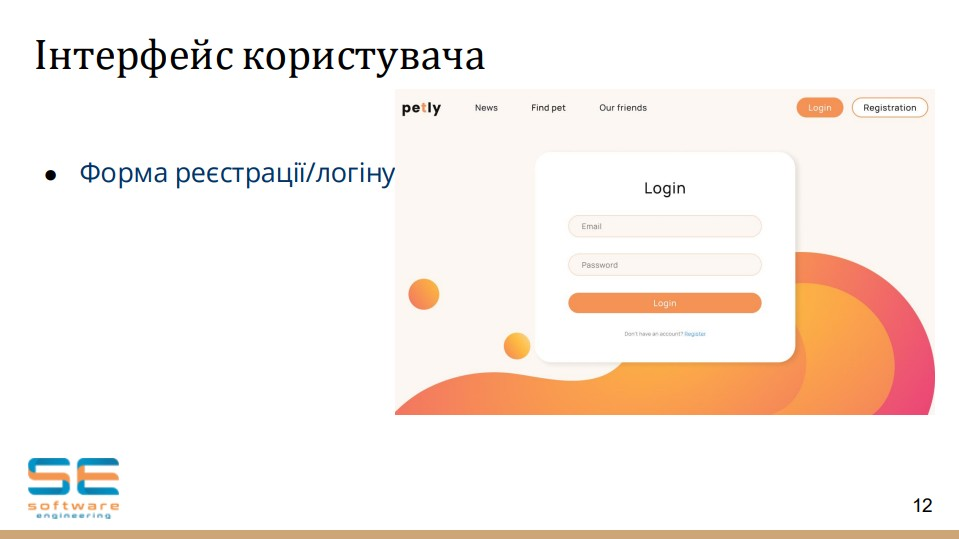 Інтерфейс користувача
● Форма реєстрації/логіну
petly News Find pet Our friends Login Registration
Login
Email
Password
Login
Don't have an account? Register
SE
software
engineering
12